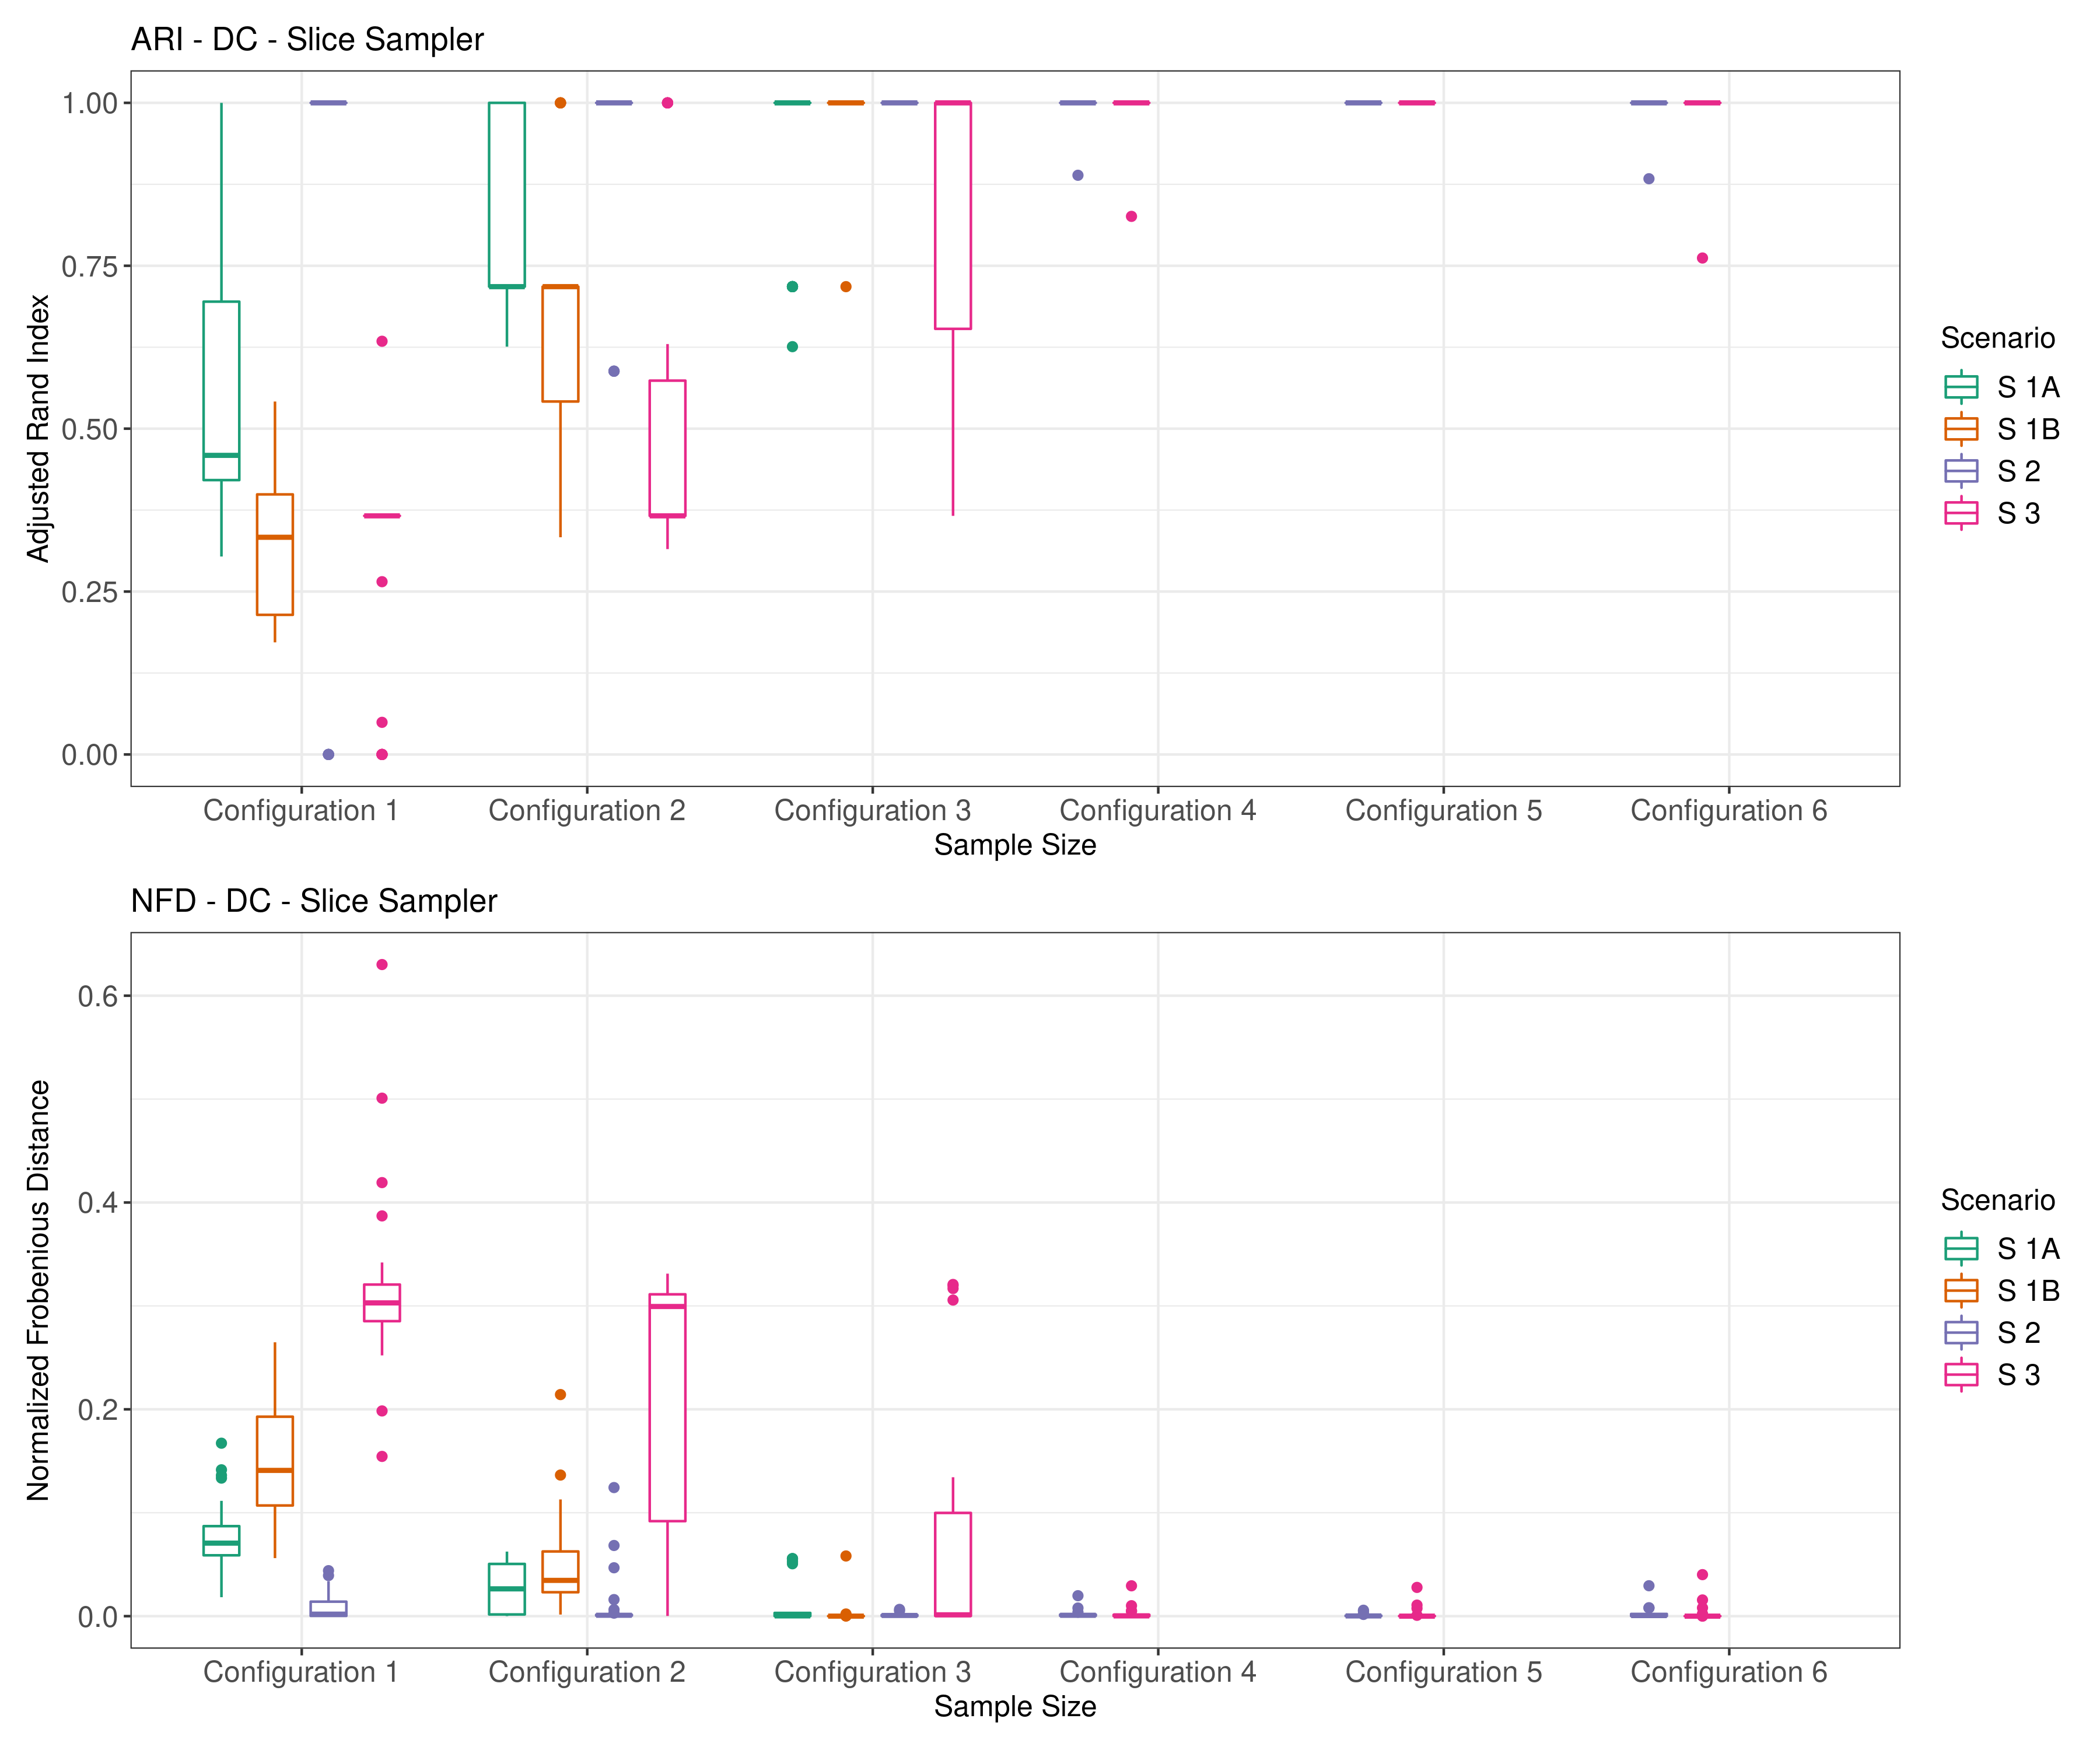 ARI - DC - Slice Sampler
Adjusted Rand Index
1.00
0.75
0.50
0.25
0.00
Configuration 1
Configuration 2
Configuration 3
Configuration 4
Configuration 5
Configuration 6
Sample Size
Scenario
S 1A
S 1B
S 2
S 3
NFD - DC - Slice Sampler
Normalized Frobenious Distance
0.6
0.4
0.2
0.0
Configuration 1
Configuration 2
Configuration 3
Configuration 4
Configuration 5
Configuration 6
Sample Size
Scenario
S 1A
S 1B
S 2
S 3